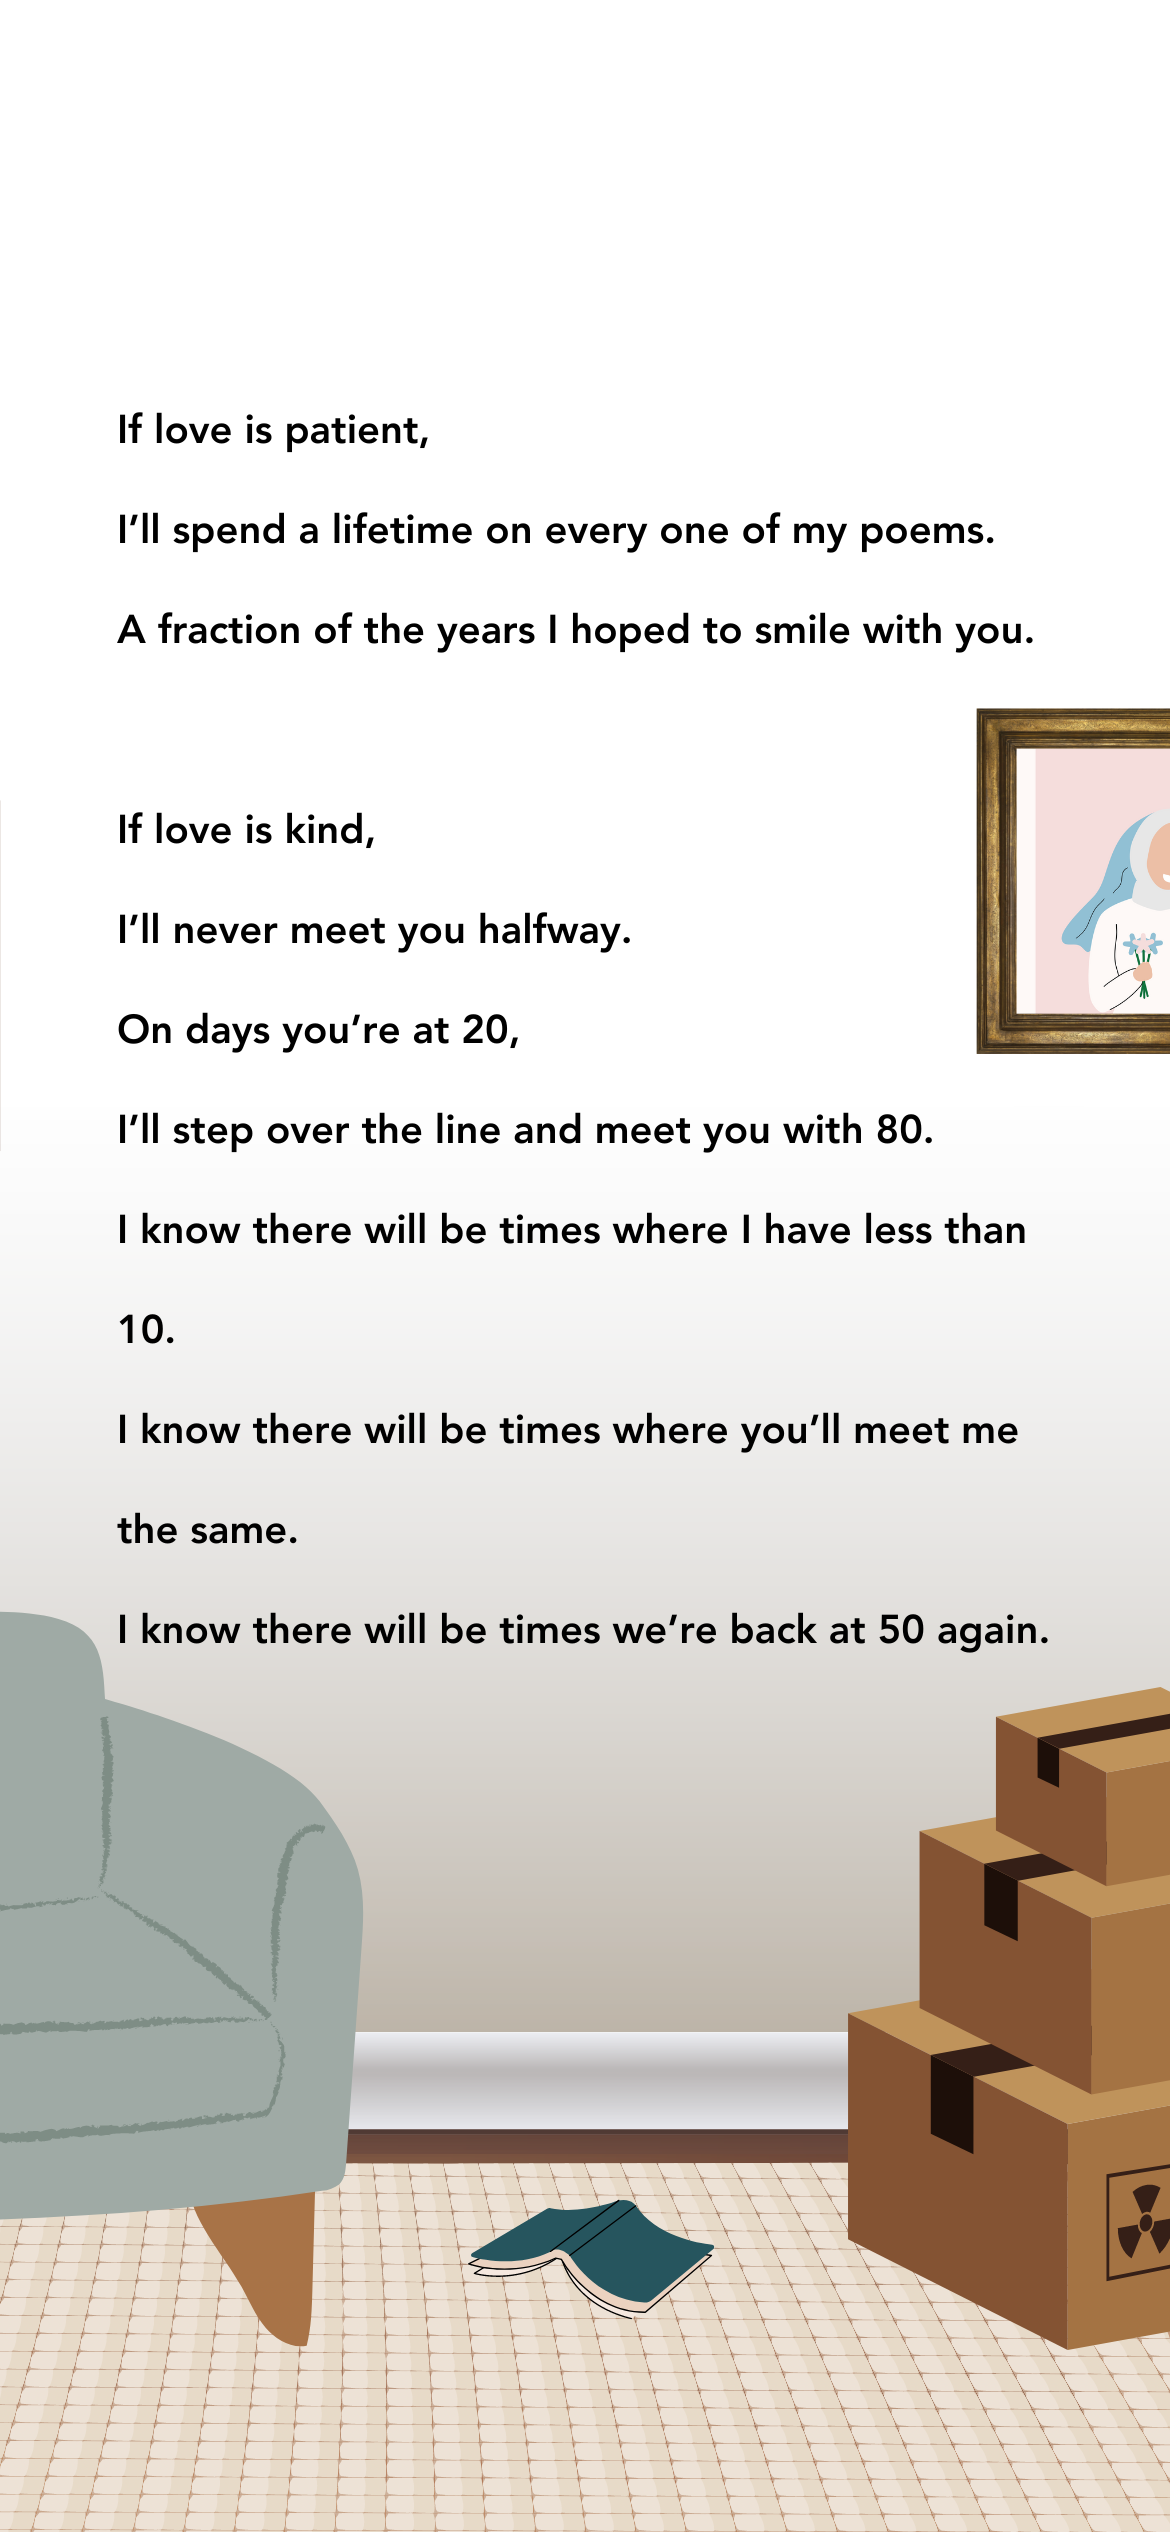 If love is patient,
I’ll spend a lifetime on every one of my poems.
A fraction of the years I hoped to smile with you.
If love is kind,
I’ll never meet you halfway.
On days you’re at 20,
I’ll step over the line and meet you with 80.
I know there will be times where I have less than
10.
I know there will be times where you’ll meet me
the same.
I know there will be times we’re back at 50 again.